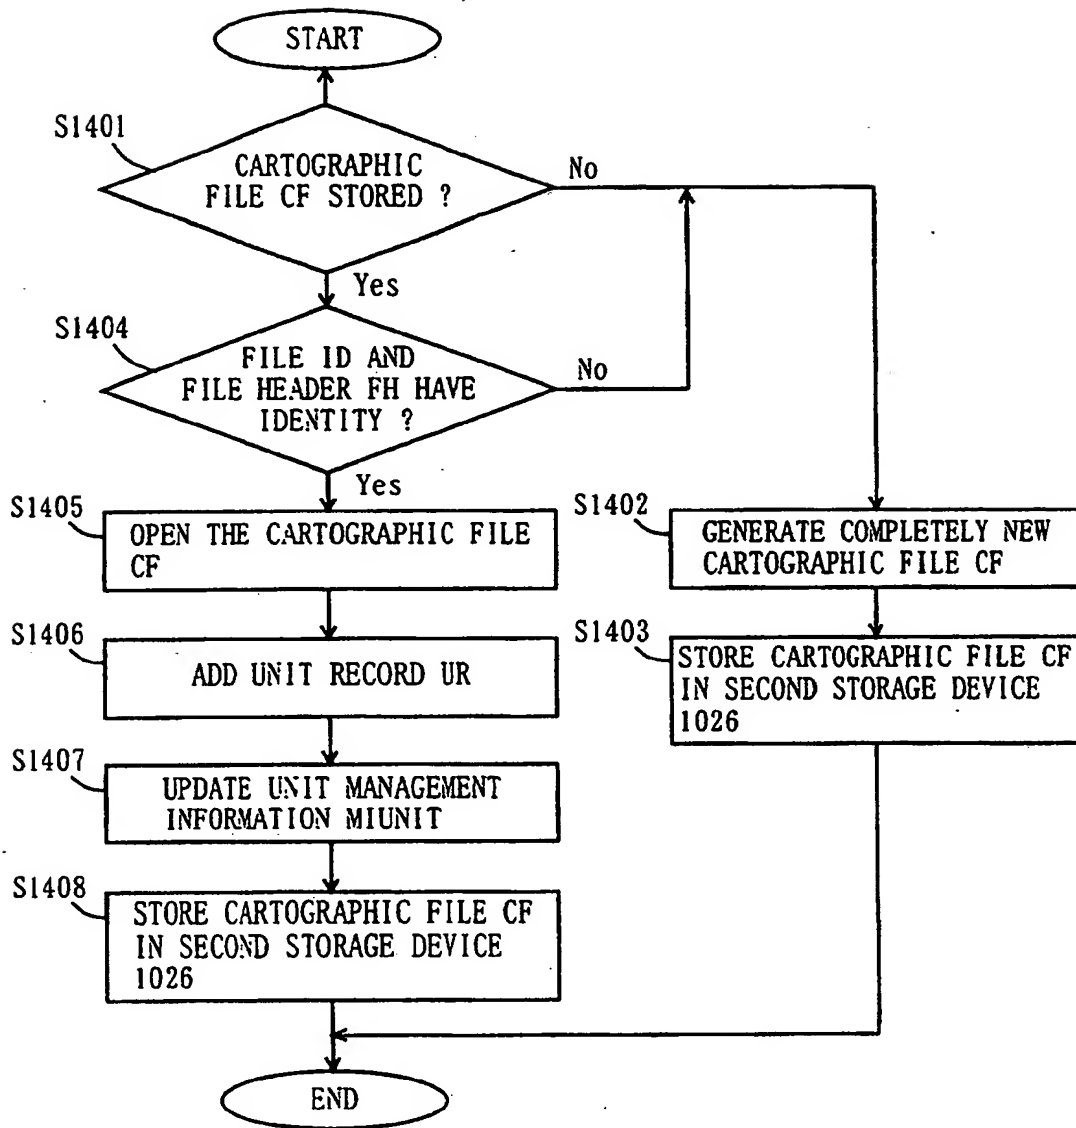 START
S1401
CARTOGRAPHIC
FILE CF STORED ?
No
Yes
S1404
FILE ID AND
FILE HEADER FH HAVE
IDENTITY ?
No
Yes
S1405
OPEN THE CARTOGRAPHIC FILE
CF
S1402
GENERATE COMPLETELY NEW
CARTOGRAPHIC FILE CF
S1406
ADD UNIT RECORD UR
S1403
STORE CARTOGRAPHIC FILE CF
IN SECOND STORAGE DEVICE
1026
S1407
UPDATE UNIT MANAGEMENT
INFORMATION MIUNIT
S1408
STORE CARTOGRAPHIC FILE CF
IN SECOND STORAGE DEVICE
1026
END